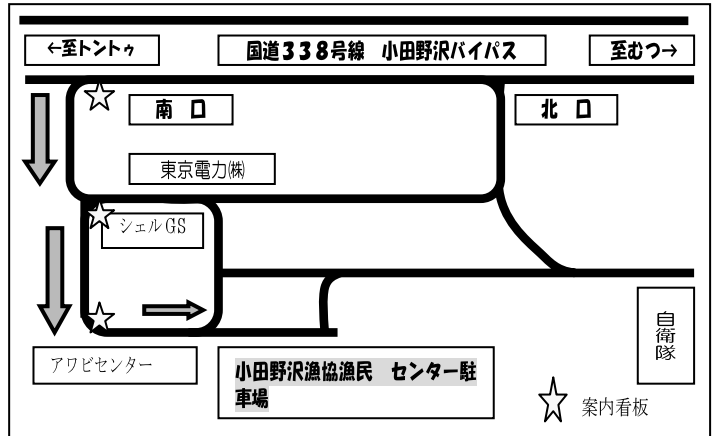 ←至トントゥ
国道３３８号線　小田野沢バイパス
至むつ→
南　口
北　口
東京電力㈱
シェルGS
自衛隊
アワビセンター
小田野沢漁協漁民　センター駐
車場
案内看板